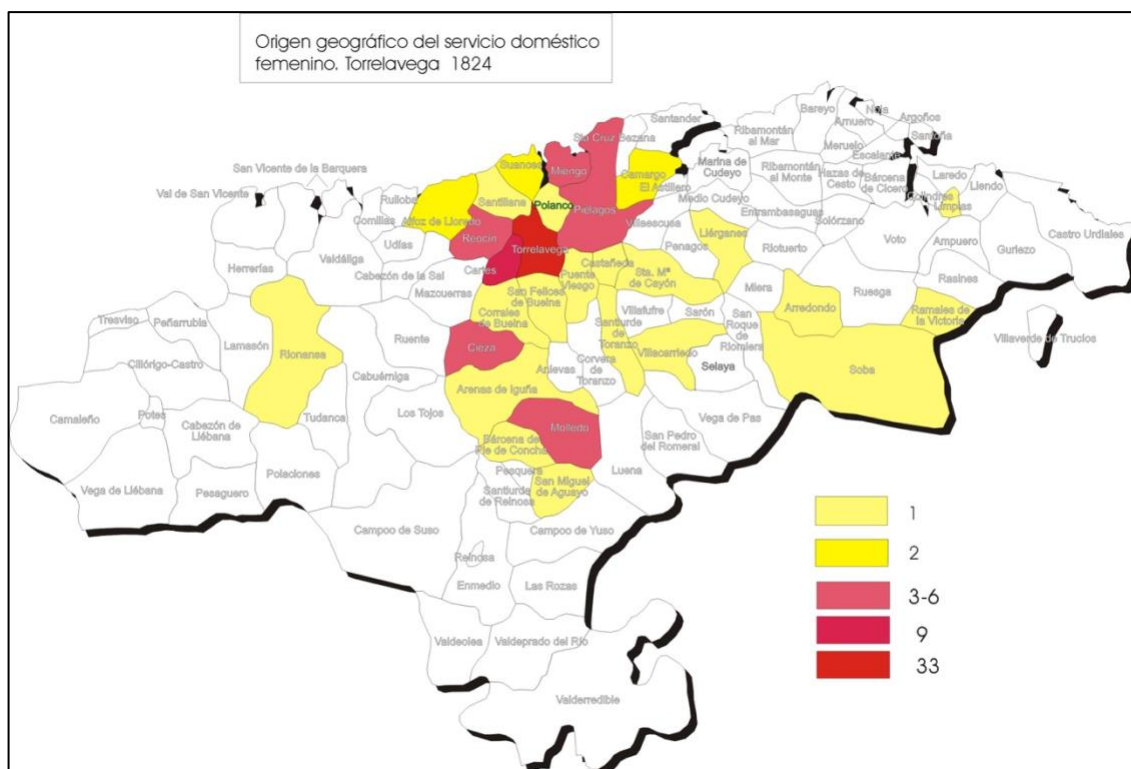 Origen geográfico del servicio doméstico
femenino. Torrelavega 1824
Santander
Sta Cruz Bezana
Bareyo
Noja
Arnuero
Argoños
Ribamontán
al Mar
Meruelo
Santoña
Escalante
San Vicente de la Barquera
Val de San Vicente
Ruiloba
Comillas
Alfoz de Lloredo
Suances
Santillana
Miengo
Polanco
Piélagos
Camargo
El Astillero
Marina de
Cudeyo
Medio Cudeyo
Ribamontán
al Monte
Hazas de
Cesto
Bárcena
de Cicero
Laredo
Colindres
Limpias
Liendo
Castro Urdiales
Villaescusa
Entrambasaguas
Solórzano
Voto
Ampuero
Guriezo
Herrerías
Valdáliga
Udías
Reocín
Torrelavega
Cartes
Cabezón de la Sal
Mazcuerras
Castañeda
Puente
Viesgo
Sta. Mª
de Cayón
Penagos
Liérganes
Riotuerto
Miera
Rasines
Ruesga
Arredondo
Ramales de
la Victoria
Villaverde de Trucios
Tresviso
Peñarrubia
Lamasón
Rionansa
Ruente
San Felices
de Buelna
Corrales
de Buelna
Santiurde
de Toranzo
Villafufre
Sarón
San
Roque de
Riomiera
Cillórigo-Castro
Cieza
Anievas
Corvera
de
Toranzo
Villacarriedo
Selaya
Soba
Camaleño
Potes
Cabezón de
Liébana
Tudanca
Cabuérniga
Los Tojos
Arenas de Iguña
Molledo
Vega de Pas
Bárcena de
Pie de Concha
San Pedro
del Romeral
Luena
Vega de Liébana
Pesaguero
Polaciones
Pesquera
Santiurde
de Reinosa
San Miguel
de Aguayo
Campoo de Suso
Campoo de Yuso
Reinosa
Enmedio
Las Rozas
Valdeolea
Valdeprado del Río
Valderredible
1
2
3-6
9
33